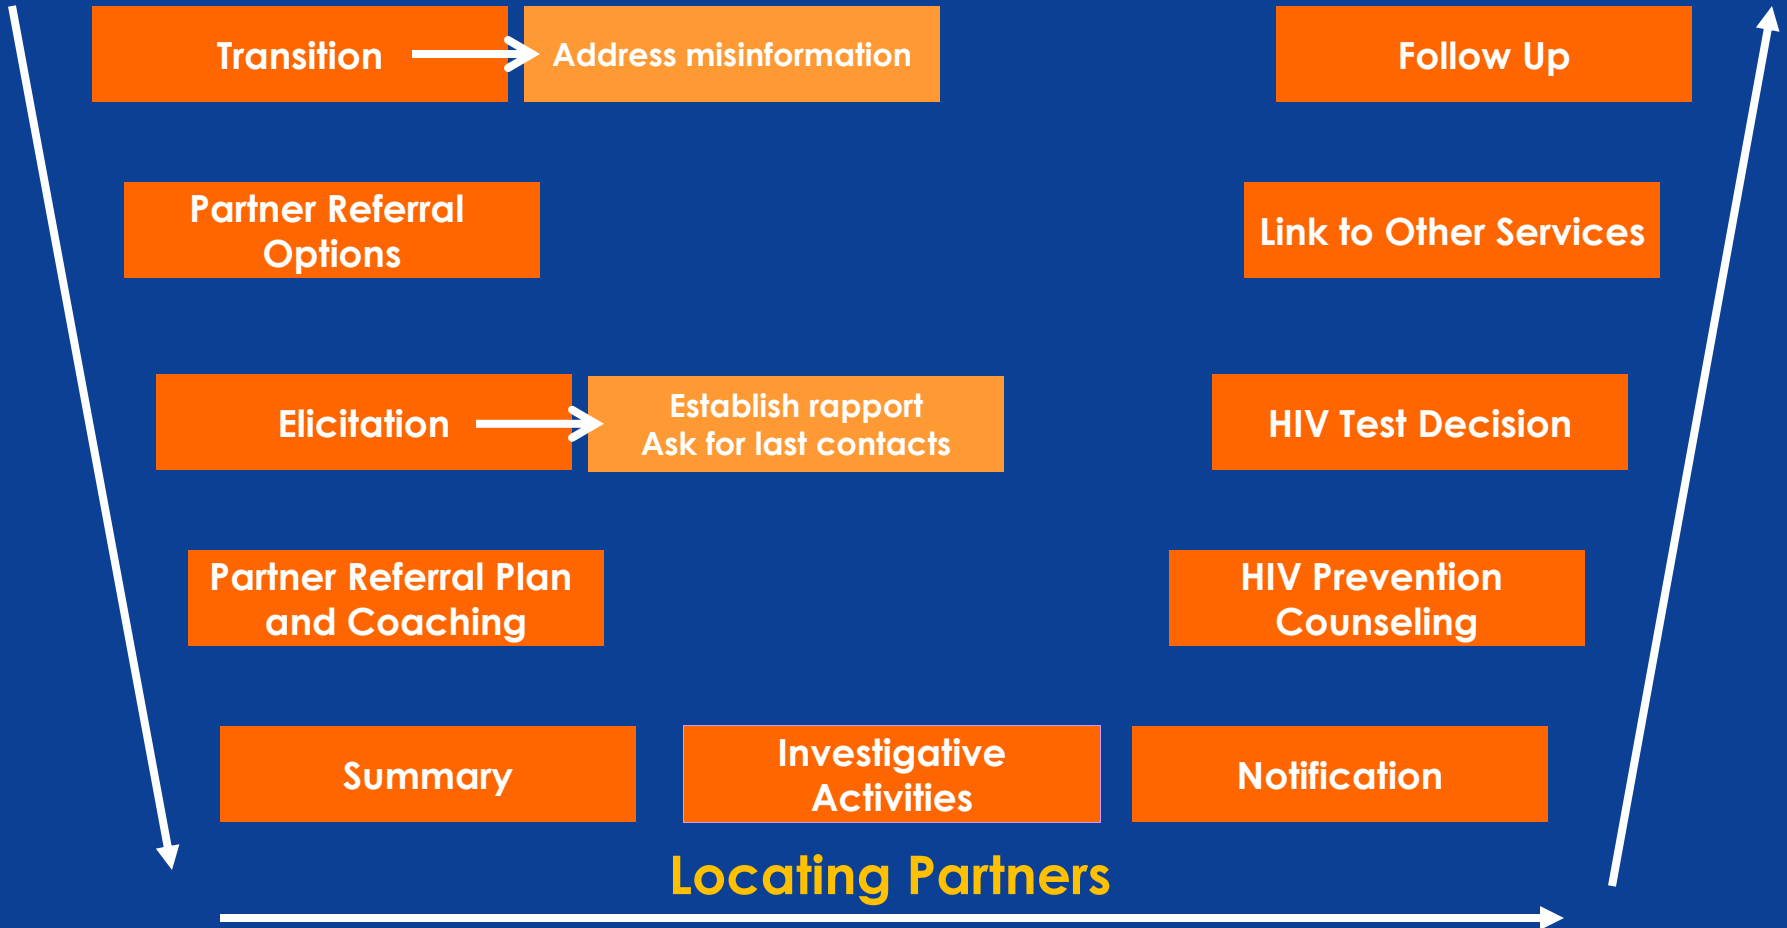 Transition
Address misinformation
Follow Up
Partner Referral
Options
Link to Other Services
Elicitation
Establish rapport
Ask for last contacts
HIV Test Decision
Partner Referral Plan
and Coaching
HIV Prevention
Counseling
Summary
Investigative
Activities
Notification
Locating Partners